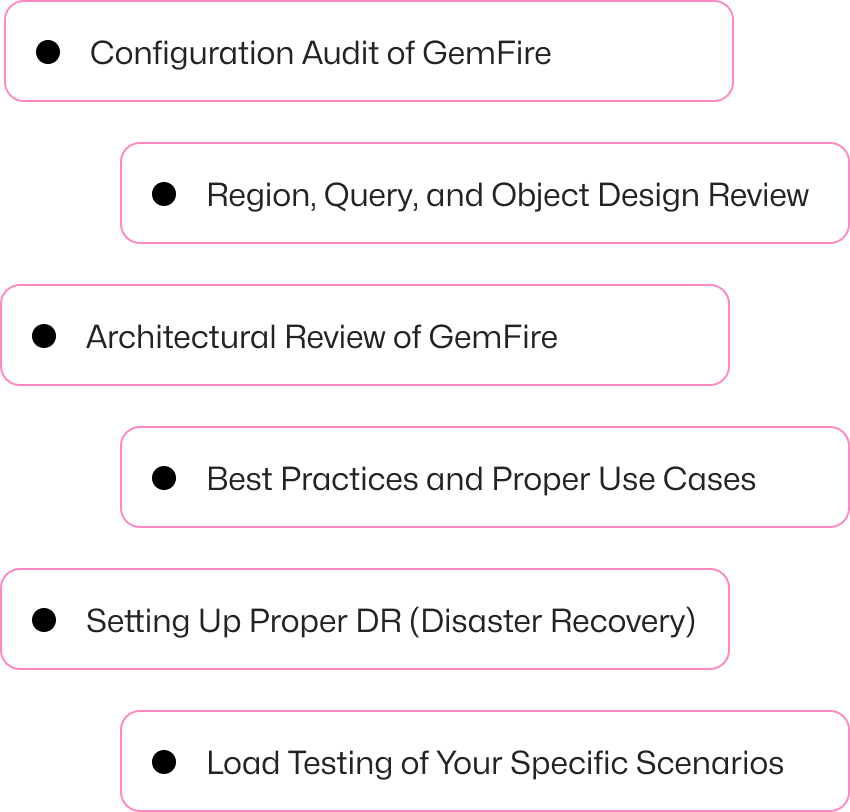 Configuration Audit of GemFire
Region, Query, and Object Design Review
Architectural Review of GemFire
Best Practices and Proper Use Cases
Setting Up Proper DR (Disaster Recovery)
Load Testing of Your Specific Scenarios